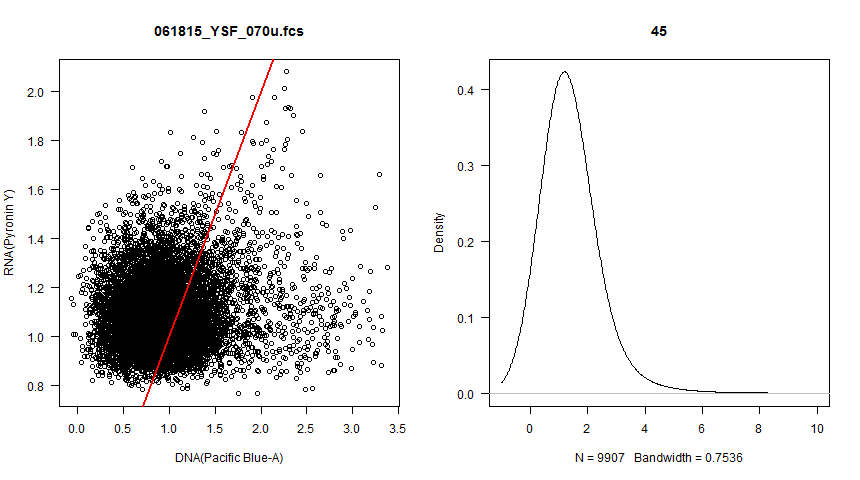 061815_YSF_070u.fcs
RNA(Pyronin Y)
2.0
1.8
1.6
1.4
1.2
1.0
0.8
0.0 0.5 1.0 1.5 2.0 2.5 3.0 3.5
DNA(Pacific Blue-A)
45
Density
0.4
0.3
0.2
0.1
0.0
0 2 4 6 8 10
N = 9907 Bandwidth = 0.7536